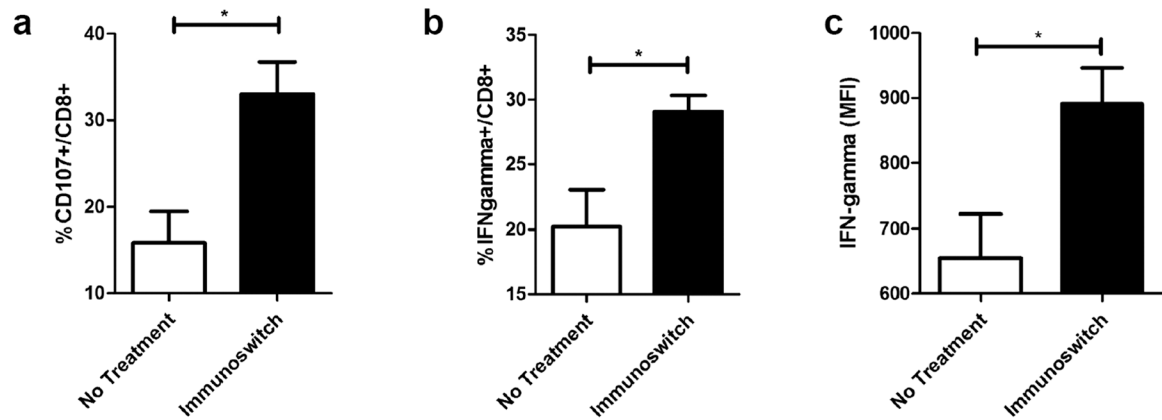 a
%CD107+/CD8+
40
30
20
10
*
No Treatment
Immunoswitch
b
%IFNgamma+/CD8+
35
30
25
20
15
*
No Treatment
Immunoswitch
c
IFN-gamma (MFI)
1000
900
800
700
600
*
No Treatment
Immunoswitch